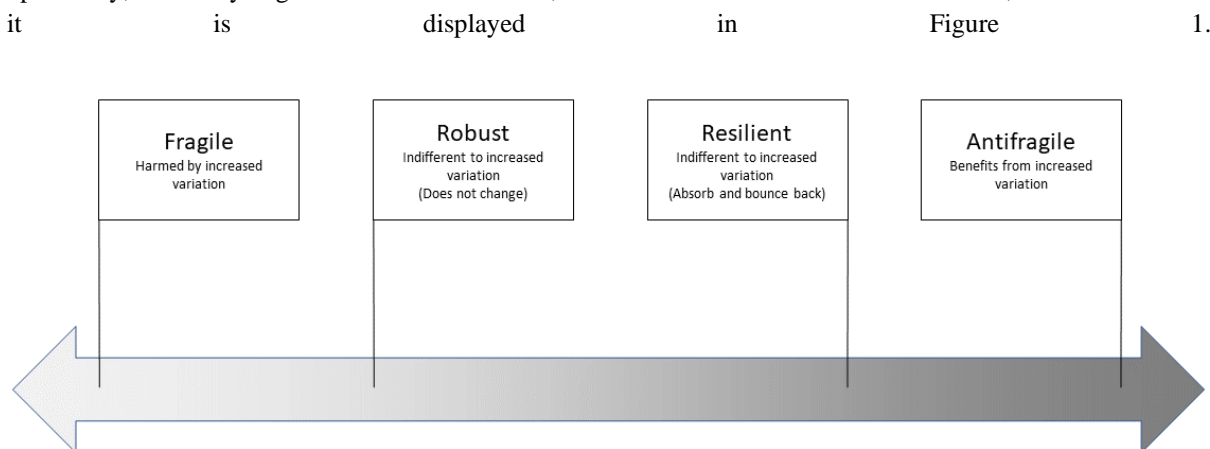 it is displayed in Figure 1.
Fragile
Harmed by increased
variation
Robust
Indifferent to increased
variation
(Does not change)
Resilient
Indifferent to increased
variation
(Absorb and bounce back)
Antifragile
Benefits from increased
variation